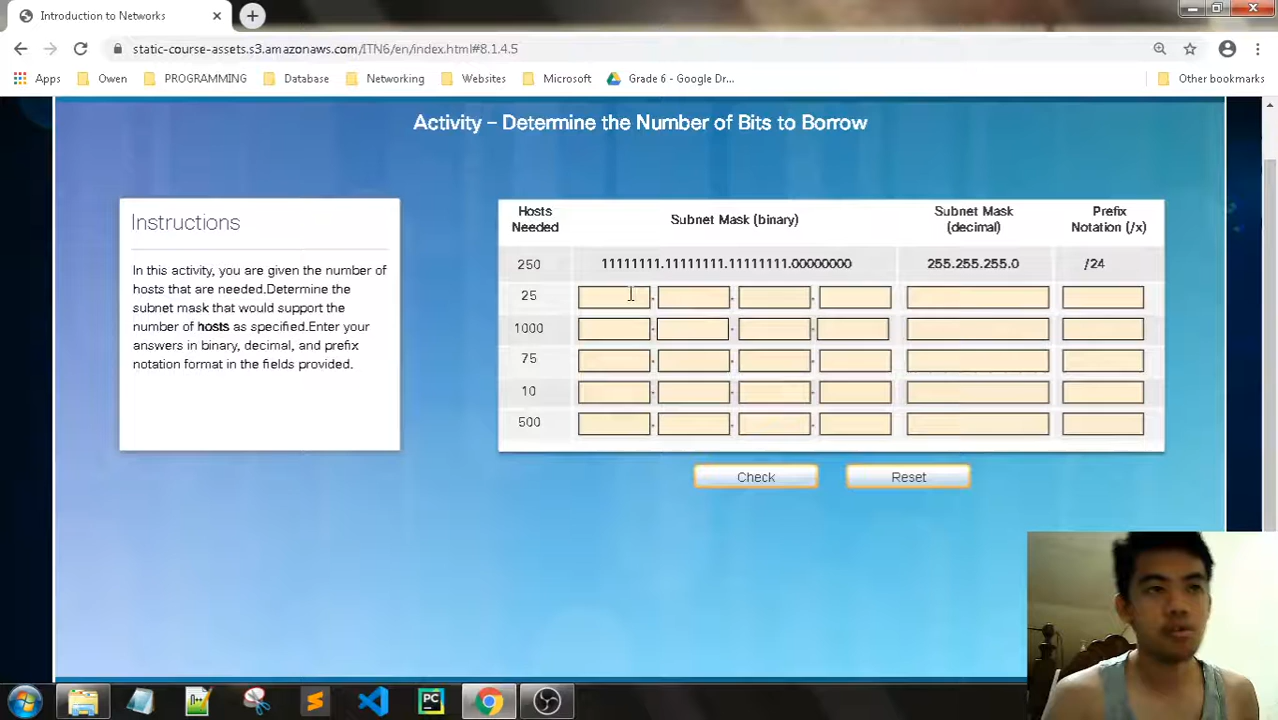 Introduction to Networks
static-course-assets.s3.amazonaws.com/ITN6/en/index.html#8.1.4.5
Apps Owen PROGRAMMING Database Networking Websites Microsoft Grade 6 - Google Dr... Other bookmarks
Activity – Determine the Number of Bits to Borrow
Instructions
In this activity, you are given the number of
hosts that are needed.Determine the
subnet mask that would support the
number of hosts as specified.Enter your
answers in binary, decimal, and prefix
notation format in the fields provided.
Hosts Needed Subnet Mask (binary) Subnet Mask (decimal) Prefix Notation (/x)
250 11111111.11111111.11111111.00000000 255.255.255.0 /24
25 . . .
1000 . . .
75 . . .
10 . . .
500 . . .
Check Reset
PC